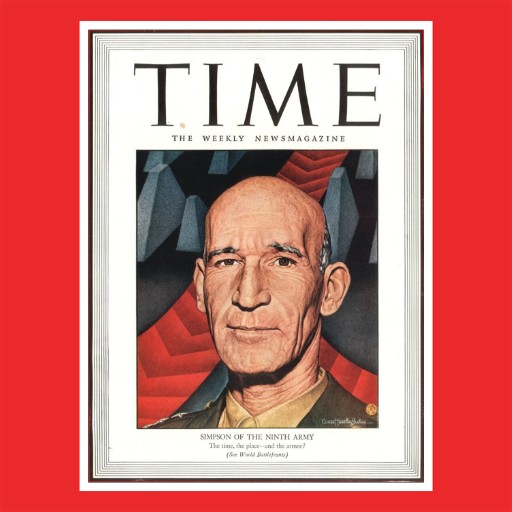 TIME
THE WEEKLY NEWSMAGAZINE
SIMPSON OF THE NINTH ARMY
The time, the place—and the armor?
(See World Battlefronts)